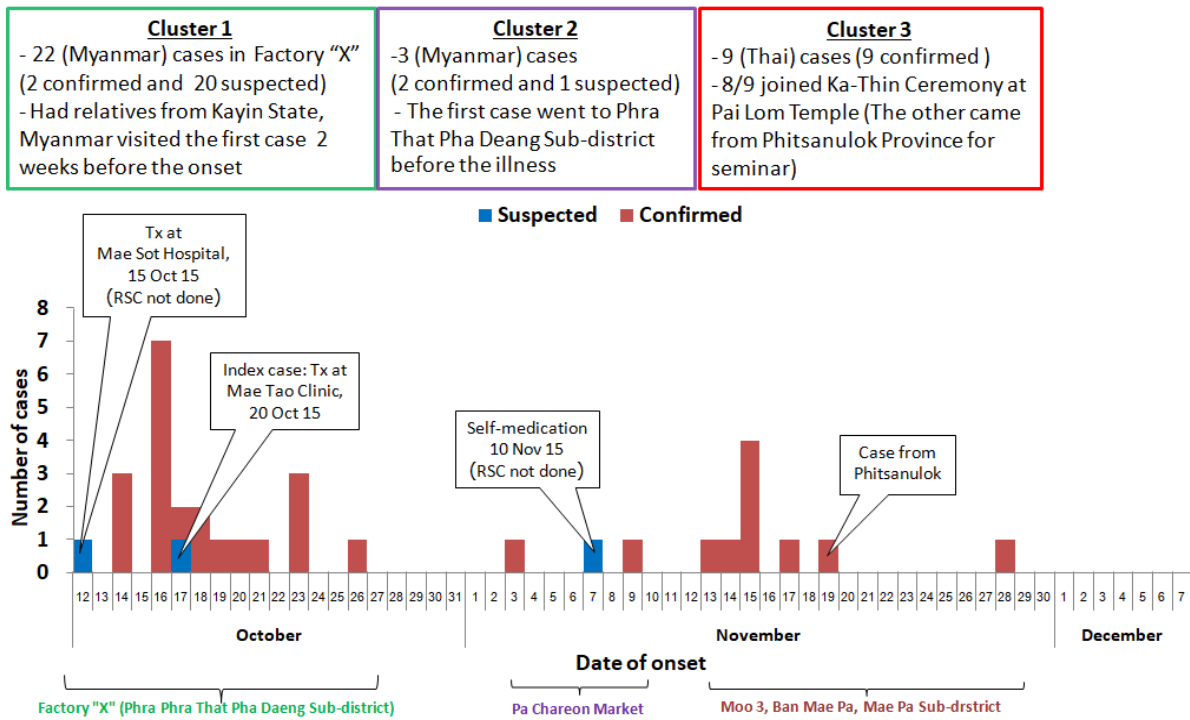 Cluster 1
- 22 (Myanmar) cases in Factory “X”
(2 confirmed and 20 suspected)
- Had relatives from Kayin State,
Myanmar visited the first case 2
weeks before the onset
Cluster 2
-3 (Myanmar) cases
(2 confirmed and 1 suspected)
- The first case went to Phra
That Pha Deang Sub-district
before the illness
Cluster 3
- 9 (Thai) cases (9 confirmed )
- 8/9 joined Ka-Thin Ceremony at
Pai Lom Temple (The other came
from Phitsanulok Province for
seminar)
Suspected Confirmed
Tx at
Mae Sot Hospital,
15 Oct 15
(RSC not done)
Index case: Tx at
Mae Tao Clinic,
20 Oct 15
Self-medication
10 Nov 15
(RSC not done)
Case from
Phitsanulok
Number of cases
8
7
6
5
4
3
2
1
0
12 13 14 16 17 18 19 20 21 22 23 24 25 26 27 28 29 30 31 1 2 3 4 5 6 7 8 9 10 11 12 13 14 15 16 17 18 19 20 21 22 23 24 25 26 27 28 29 30 1 2 3 4 5 6 7
October November December
Date of onset
Factory "X" (Phra Phra That Pha Daeng Sub-district)
Pa Chareon Market
Moo 3, Ban Mae Pa, Mae Pa Sub-drstrict